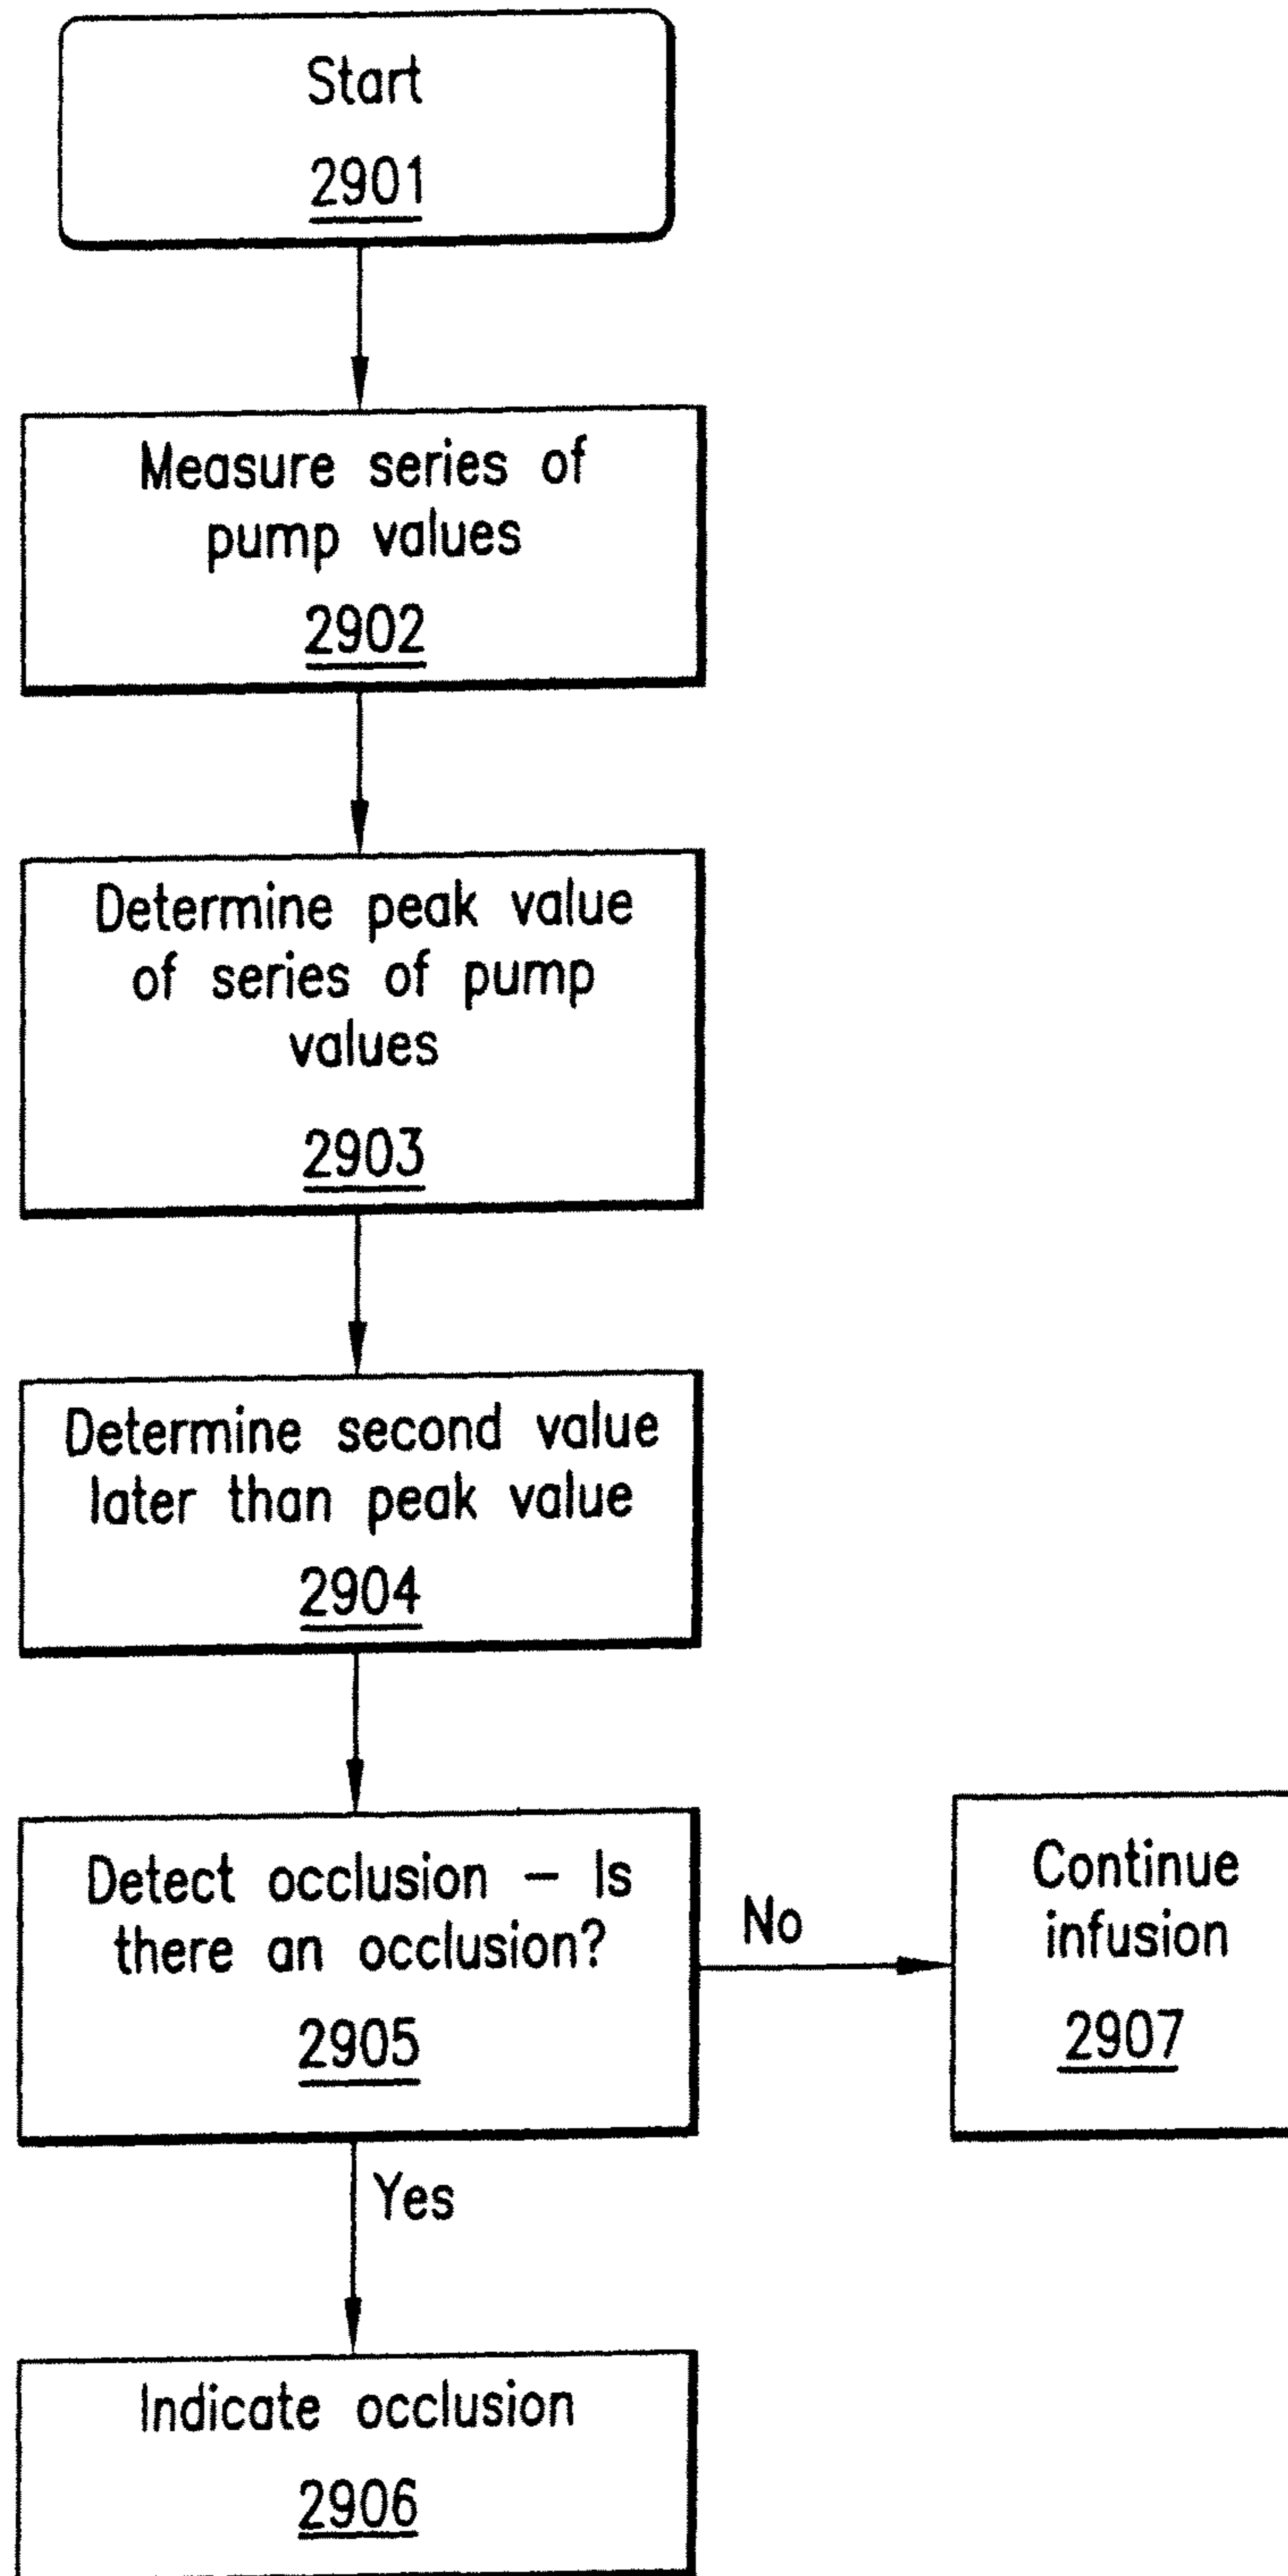 Start
2901
Measure series of
pump values
2902
Determine peak value
of series of pump
values
2903
Determine second value
later than peak value
2904
Detect occlusion – Is
there an occlusion?
2905
No
Continue
infusion
2907
Yes
Indicate occlusion
2906